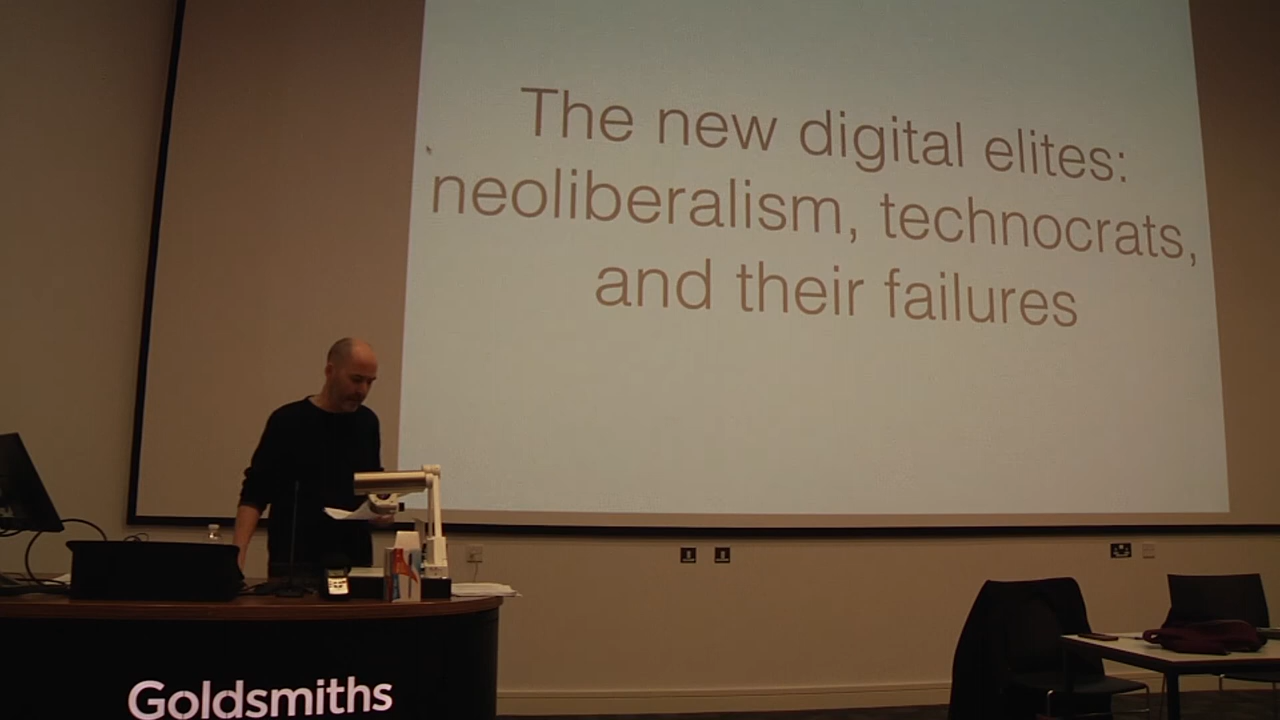 The new digital elites:
neoliberalism, technocrats,
and their failures
Goldsmiths